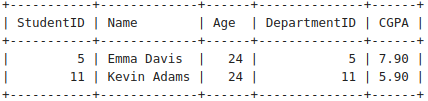 +-----------+-------------+------+--------------+------+
| StudentID | Name        | Age  | DepartmentID | CGPA |
+-----------+-------------+------+--------------+------+
|         5 | Emma Davis  |   24 |            5 | 7.90 |
|        11 | Kevin Adams |   24 |           11 | 5.90 |
+-----------+-------------+------+--------------+------+